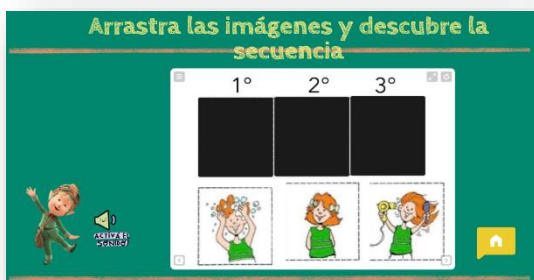 Arrastra las imágenes y descubre la
secuencia
1° 2° 3°
ACTIVA EL
SONIDO